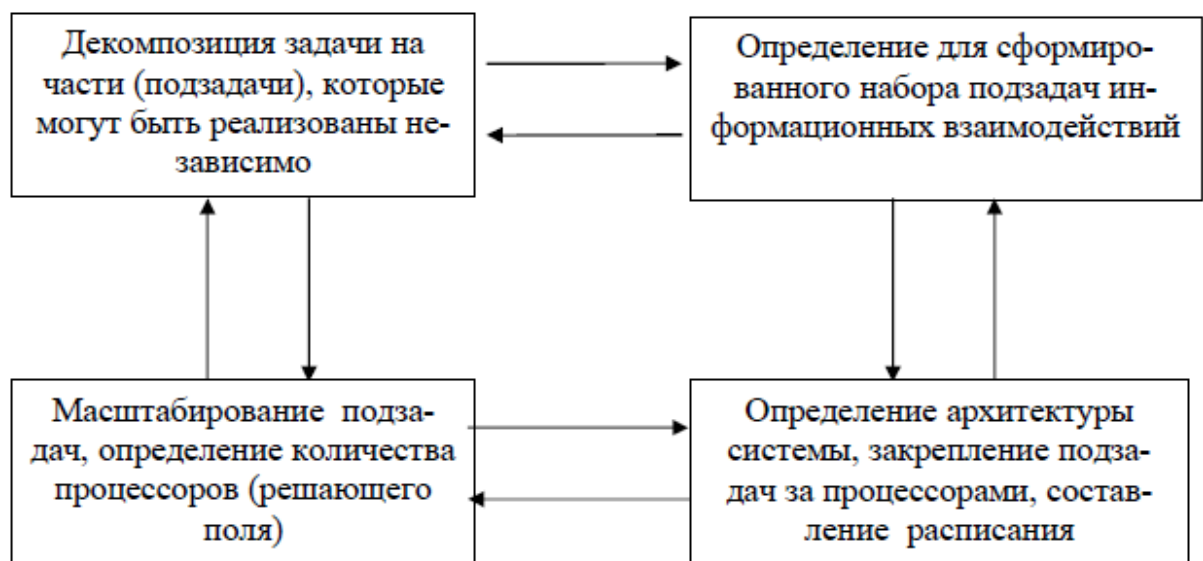 Декомпозиция задачи на
части (подзадачи), которые
могут быть реализованы не-
зависимо
Определение для сформиро-
ванного набора подзадач ин-
формационных взаимодействий
Масштабирование подза-
дач, определение количества
процессоров (решающего
поля)
Определение архитектуры
системы, закрепление подза-
дач за процессорами, состав-
ление расписания